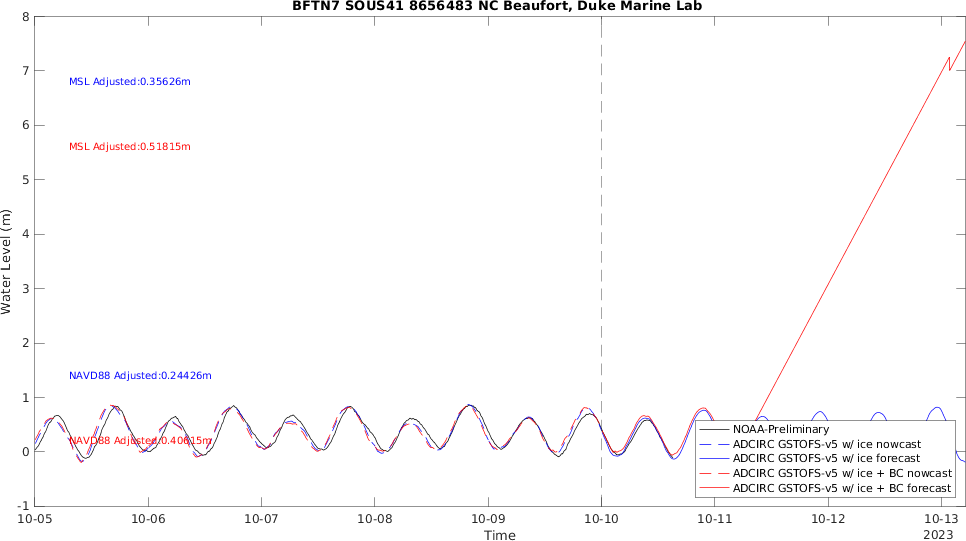 BFTN7 SOUS41 8656483 NC Beaufort, Duke Marine Lab
8
7
6
5
4
3
2
1
0
-1
Water Level (m)
MSL Adjusted:0.35626m
MSL Adjusted:0.51815m
NAVD88 Adjusted:0.24426m
NAVD88 Adjusted:0.40615m
NOAA-Preliminary
ADCIRC GSTOFS-v5 w/ ice nowcast
ADCIRC GSTOFS-v5 w/ ice forecast
ADCIRC GSTOFS-v5 w/ ice + BC nowcast
ADCIRC GSTOFS-v5 w/ ice + BC forecast
10-05 10-06 10-07 10-08 10-09 10-10 10-11 10-12 10-13
2023
Time